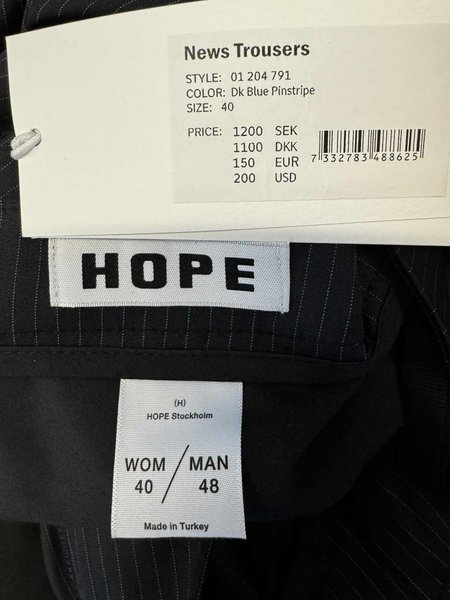 News Trousers
STYLE: 01 204 791
COLOR: Dk Blue Pinstripe
SIZE: 40
PRICE: 1200 SEK
1100 DKK
150 EUR
200 USD
7 332783 488625
HOPE
(H)
HOPE Stockholm
WOM / MAN
40 / 48
Made in Turkey